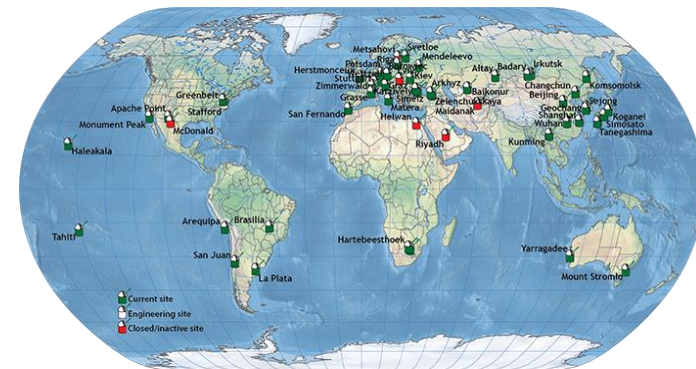 Metsahovi
Svetloe
Riga
Mendeleevo
Potsdam
Herstmonceux
Kiev
Zimmerwald
Grasse
San Fernando
Simeiz
Matera
Arkhyz
Zelenchukskaya
Altay
Badary
Irkutsk
Baikonur
Maidanak
Komsomolsk
Changchun
Beijing
Sejong
Geochang
Shanghai
Koganei
Wuhan
Simosato
Tanegashima
Kunming
Greenbelt
Stafford
Apache Point
Monument Peak
McDonald
Haleakala
Helwan
Riyadh
Tahiti
Arequipa
Brasilia
San Juan
La Plata
Hartebeesthoek
Yarragadee
Mount Stromlo
Current site
Engineering site
Closed/inactive site